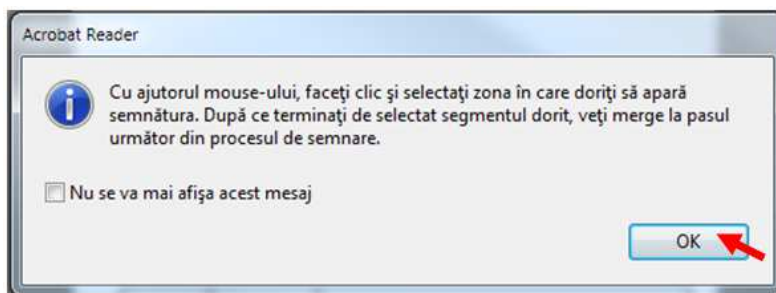 Acrobat Reader
Cu ajutorul mouse-ului, faceţi clic şi selectaţi zona în care doriţi să apară
semnătura. După ce terminaţi de selectat segmentul dorit, veţi merge la pasul
următor din procesul de semnare.
Nu se va mai afişa acest mesaj
OK